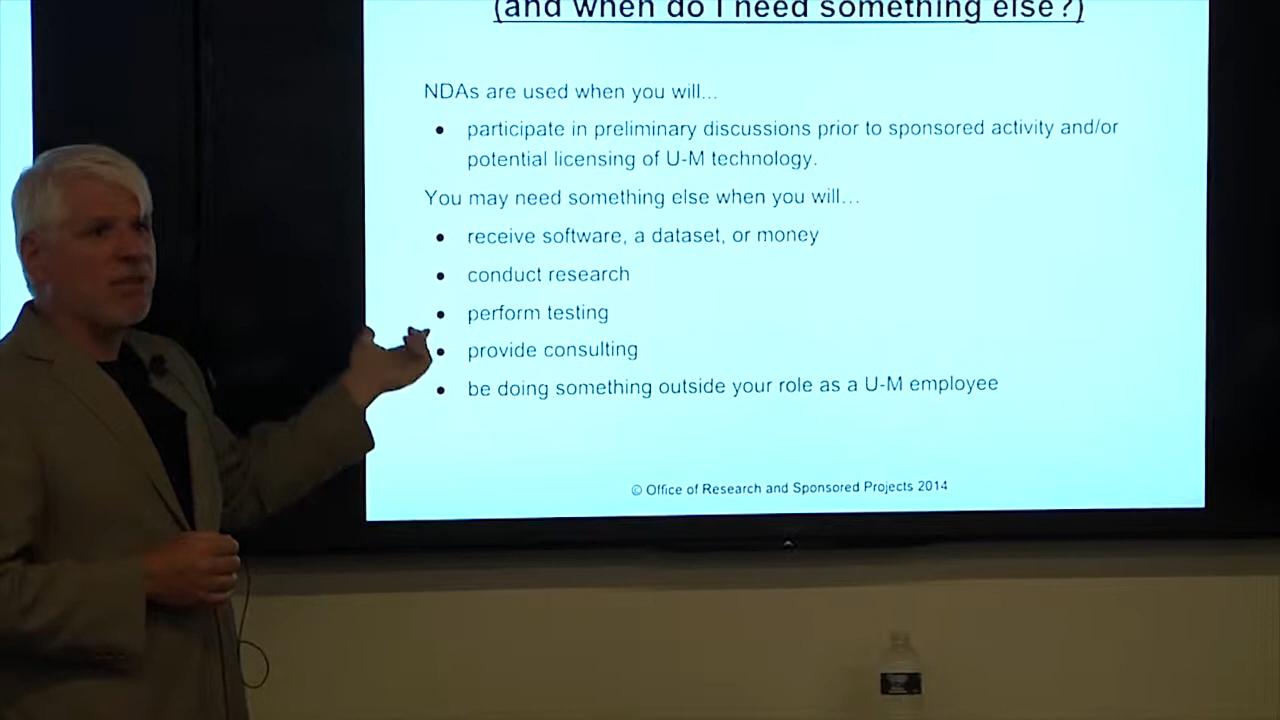 (and when do I need something else?)
NDAs are used when you will...
• participate in preliminary discussions prior to sponsored activity and/or
potential licensing of U-M technology.
You may need something else when you will...
• receive software, a dataset, or money
• conduct research
• perform testing
• provide consulting
• be doing something outside your role as a U-M employee
© Office of Research and Sponsored Projects 2014